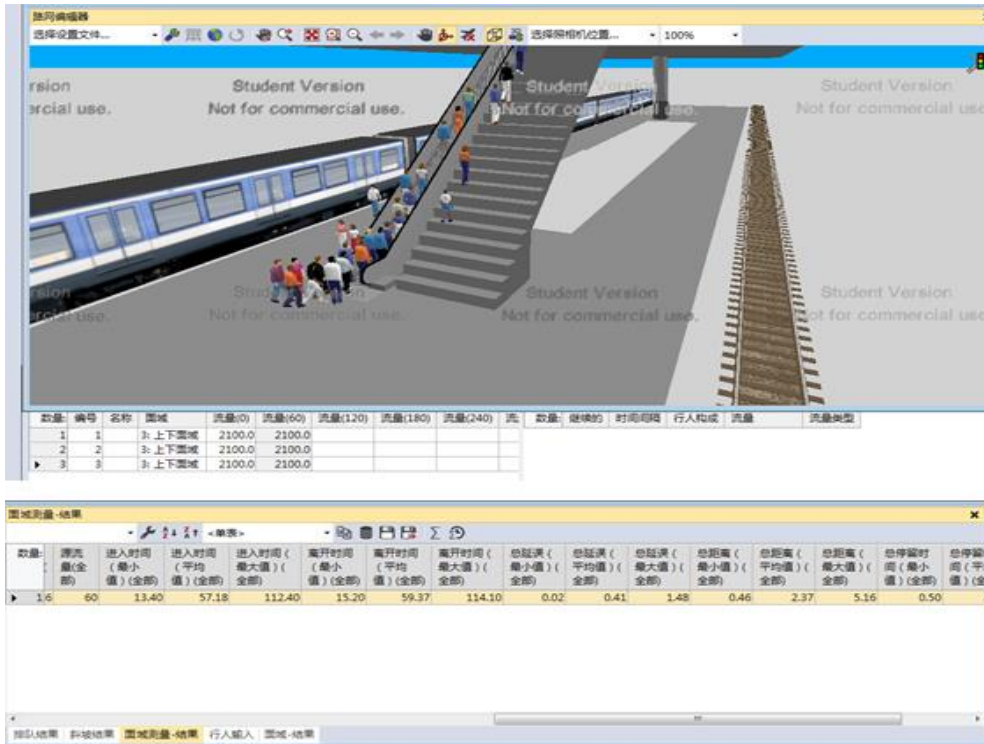 路网编辑器
选择设置文件... 选择照相机位置... 100%
rsion Student Version Student Version Student Version
ercial use. Not for commercial use. Not for commercial use. Not for commercial use
Student Version Student Version
Not for commercial use. Not for commercial use. Not for commercial use
数量: 编号 名称 面域 流量(0) 流量(60) 流量(120) 流量(180) 流量(240) 流 数量: 继续的 时间间隔 行人构成 流量 流量类型
1 1 3: 上下面域 2100.0 2100.0
2 2 3: 上下面域 2100.0 2100.0
3 3 3: 上下面域 2100.0 2100.0
面域测量-结果
<单表>
数量: 源流量(全部) 进入时间(最小值)(全部) 进入时间(平均值)(全部) 进入时间(最大值)(全部) 离开时间(最小值)(全部) 离开时间(平均值)(全部) 离开时间(最大值)(全部) 总延误(最小值)(全部) 总延误(平均值)(全部) 总延误(最大值)(全部) 总距离(最小值)(全部) 总距离(平均值)(全部) 总距离(最大值)(全部) 总停留时间(最小值)(全部) 总停留时
1 6 60 13.40 57.18 112.40 15.20 59.37 114.10 0.02 0.41 1.48 0.46 2.37 5.16 0.50
排队结果 斜坡结果 面域测量-结果 行人输入 面域-结果